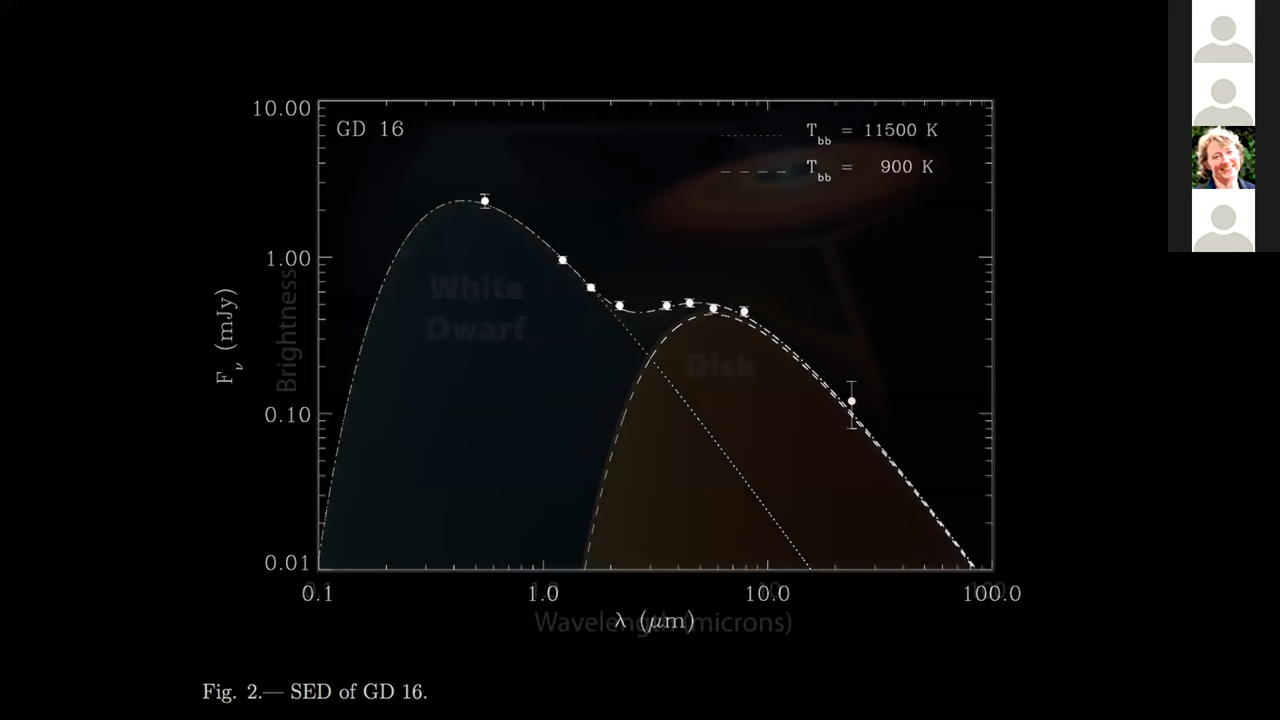 10.00
GD 16
T_bb = 11500 K
T_bb = 900 K
1.00
White
Dwarf
Disk
F_ν (mJy)
Brightness
0.10
0.01
0.1
1.0
10.0
100.0
λ (μm)
Wavelength (microns)
Fig. 2.— SED of GD 16.